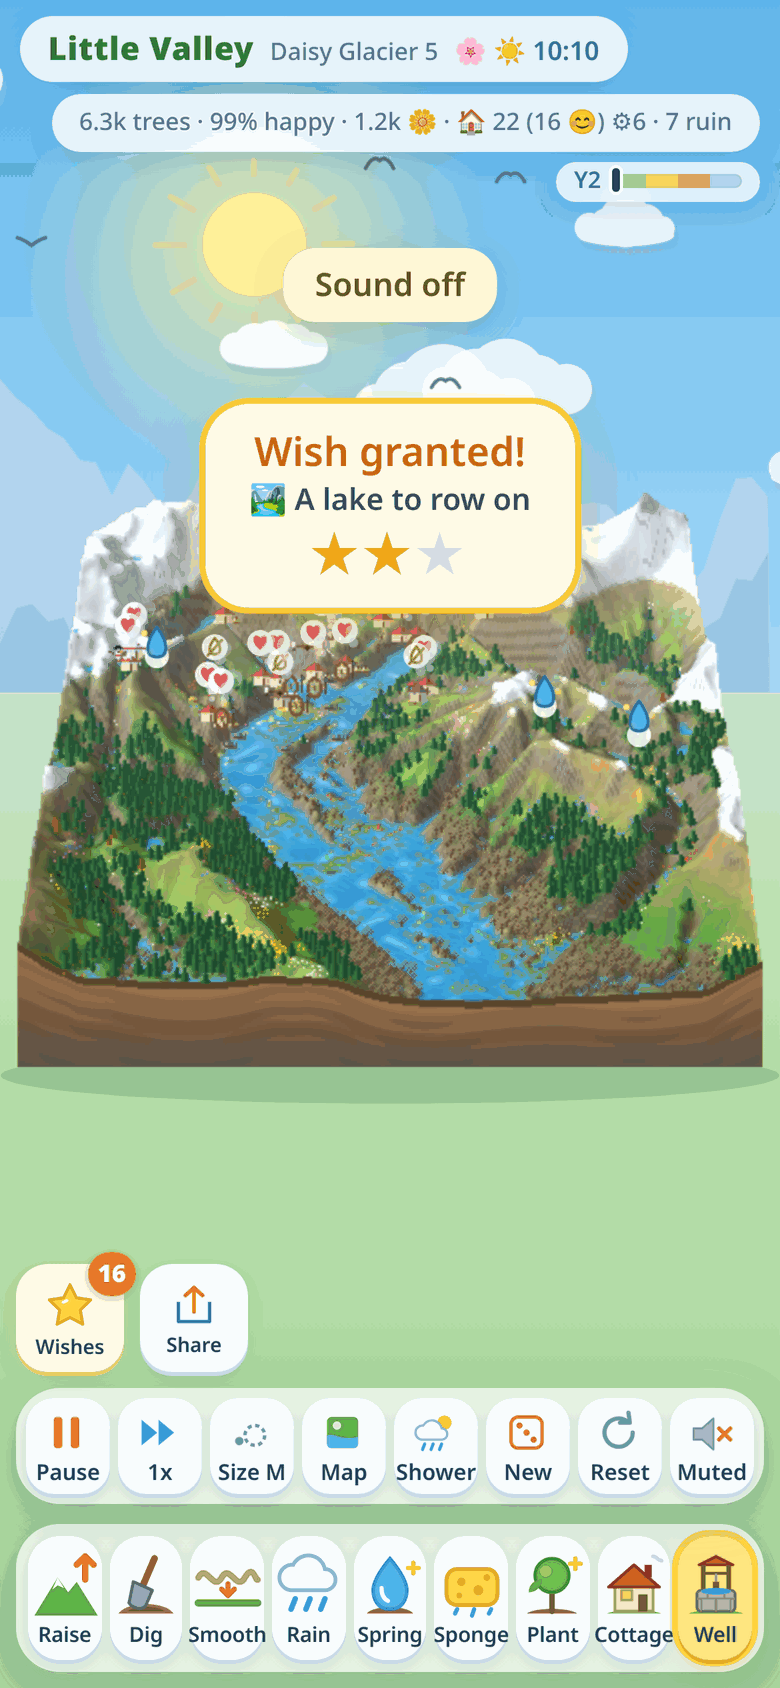 Little Valley Daisy Glacier 5 🌸 ☀️ 10:10
6.3k trees · 99% happy · 1.2k 🌼 · 🏠 22 (16 😊) ⚙6 · 7 ruin
Y2
Sound off
Wish granted!
🏞️ A lake to row on
16
Wishes
Share
Pause
1x
Size M
Map
Shower
New
Reset
Muted
Raise
Dig
Smooth
Rain
Spring
Sponge
Plant
Cottage
Well